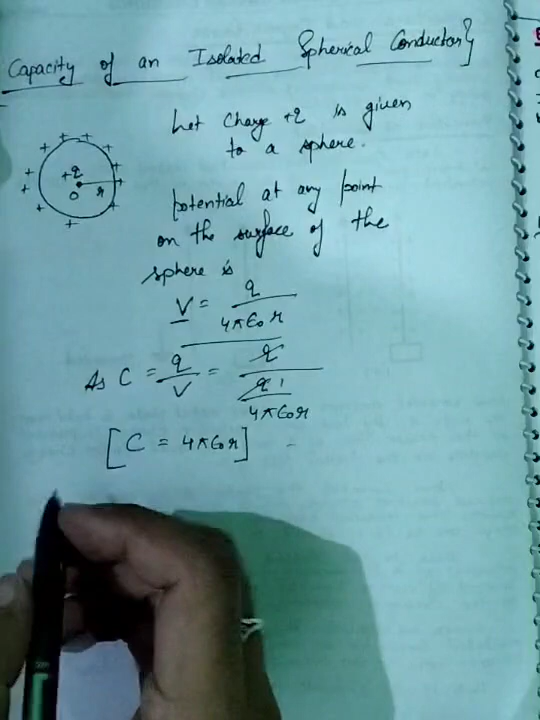 Capacity of an Isolated Spherical Conductor}
Let Charge +q is given
to a sphere.
+q
O r
potential at any point
on the surface of the
sphere is
V = q / 4πε₀r
As C = q/V = q / (q 1 / 4πε₀r)
[C = 4πε₀r]